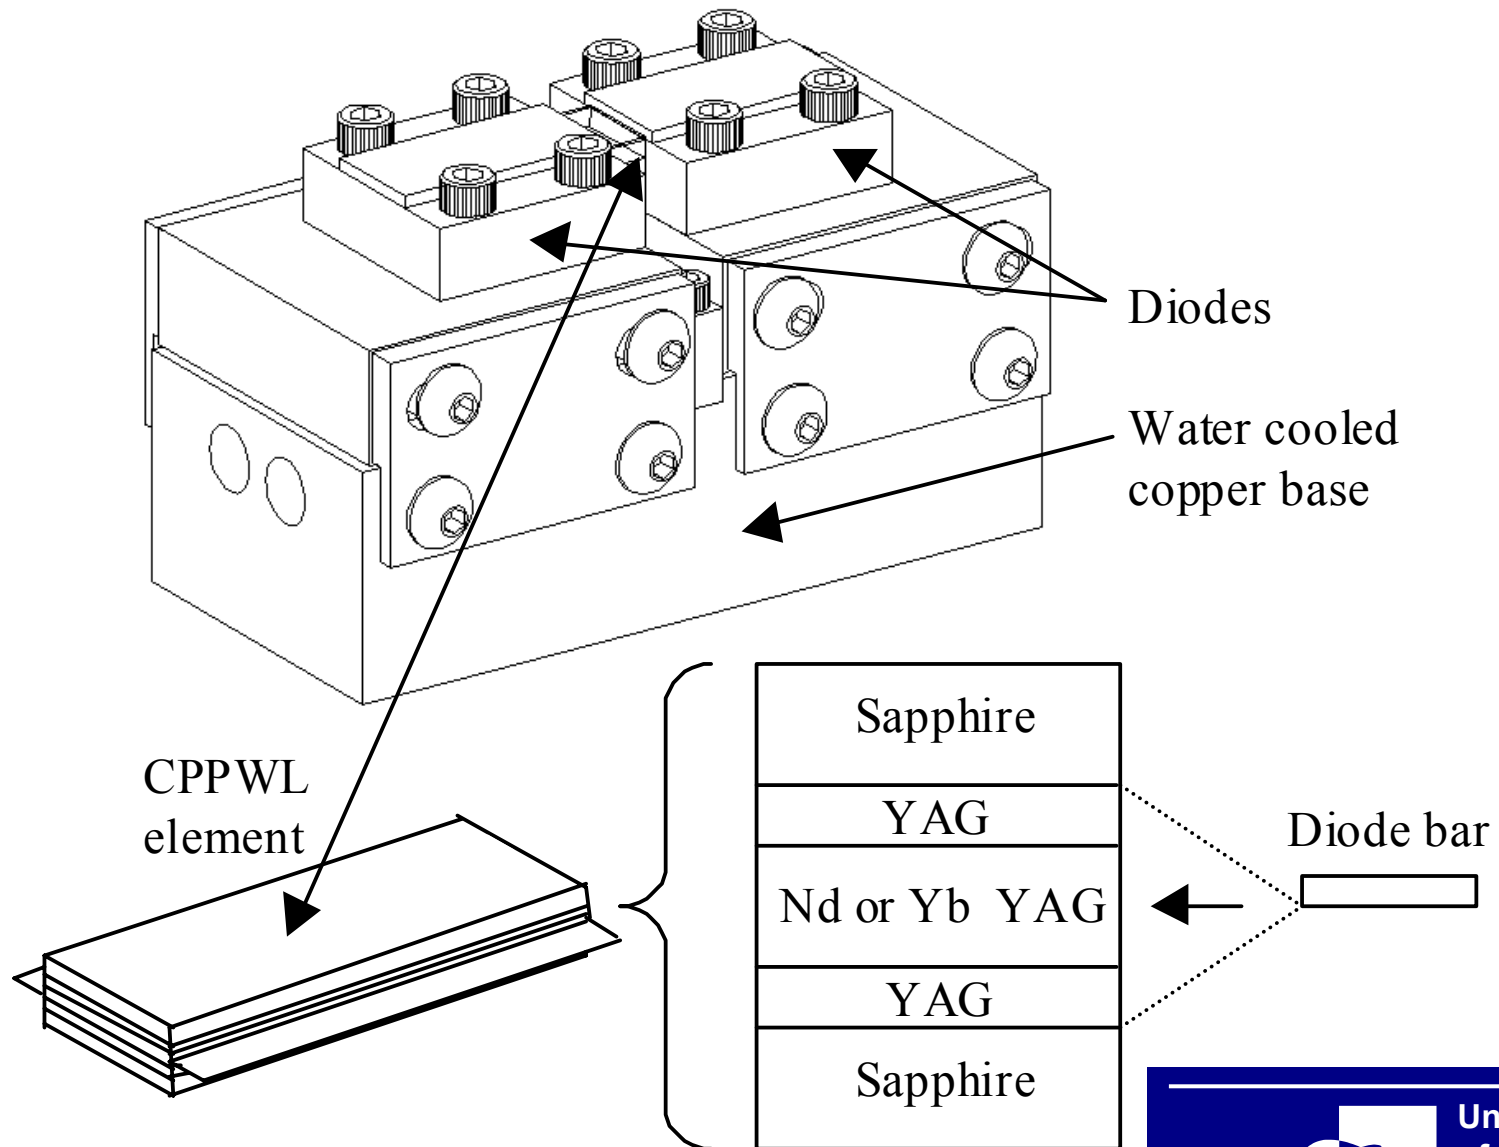 Diodes
Water cooled
copper base
CPPWL
element
Sapphire
YAG
Nd or Yb YAG
YAG
Sapphire
Diode bar